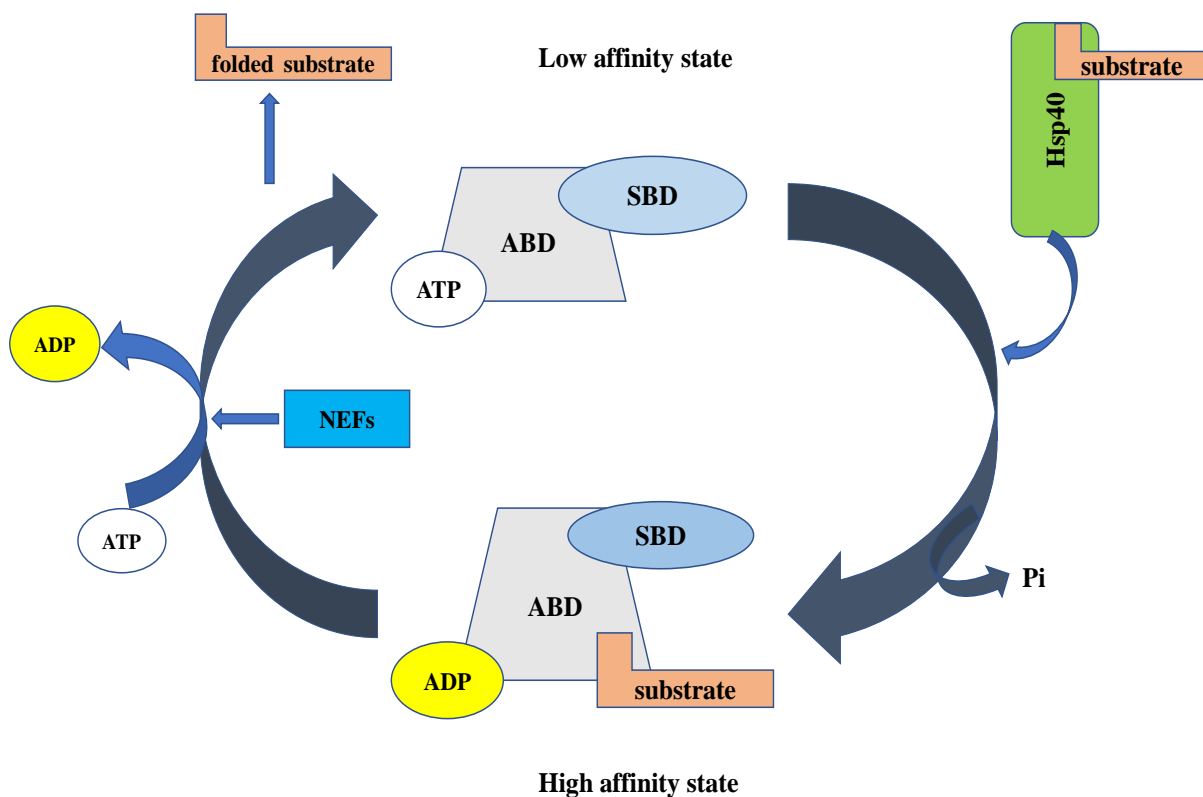 folded substrate
Low affinity state
substrate
Hsp40
SBD
ABD
ATP
ADP
NEFs
ATP
SBD
ABD
Pi
ADP
substrate
High affinity state